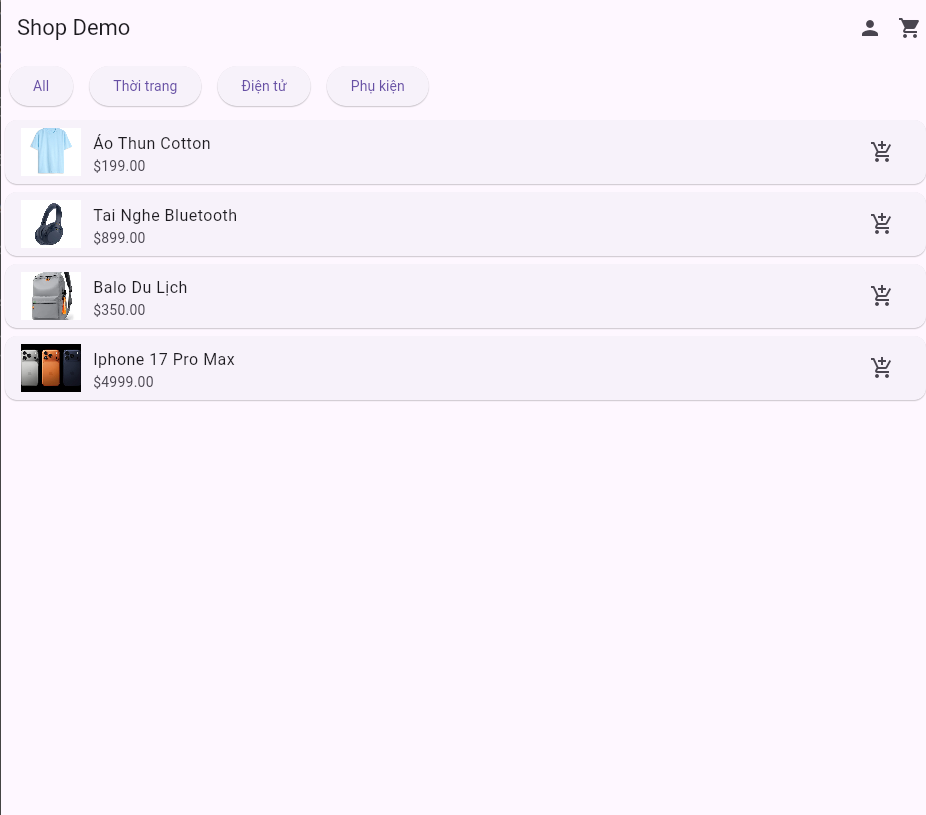 Shop Demo
All
Thời trang
Điện tử
Phụ kiện
Áo Thun Cotton
$199.00
Tai Nghe Bluetooth
$899.00
Balo Du Lịch
$350.00
Iphone 17 Pro Max
$4999.00